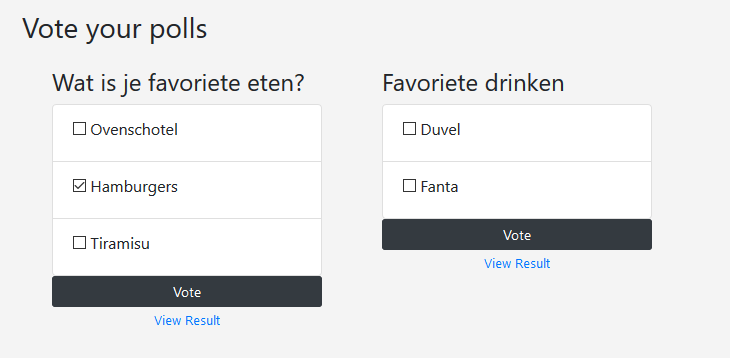 Vote your polls
Wat is je favoriete eten?
Ovenschotel
Hamburgers
Tiramisu
Vote
View Result
Favoriete drinken
Duvel
Fanta
Vote
View Result